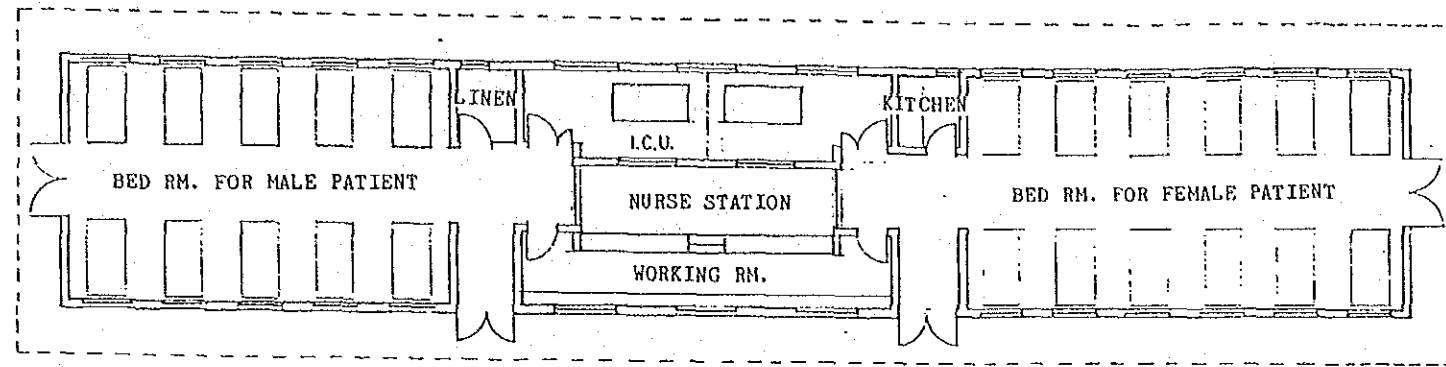 LINEN
KITCHEN
I.C.U.
BED RM. FOR MALE PATIENT
NURSE STATION
BED RM. FOR FEMALE PATIENT
WORKING RM.